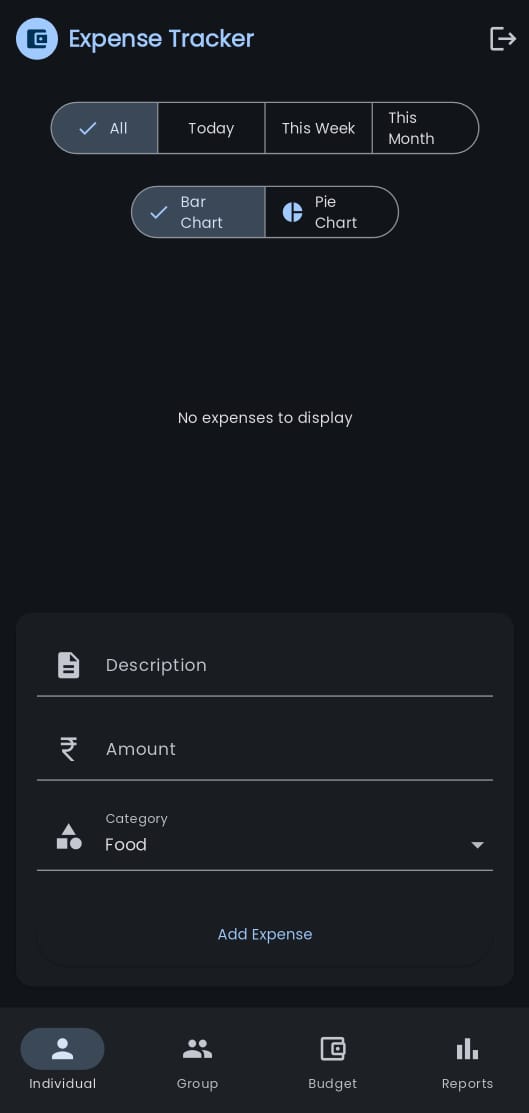 Expense Tracker
All
Today
This Week
This
Month
Bar
Chart
Pie
Chart
No expenses to display
Description
₹
Amount
Category
Food
Add Expense
Individual
Group
Budget
Reports